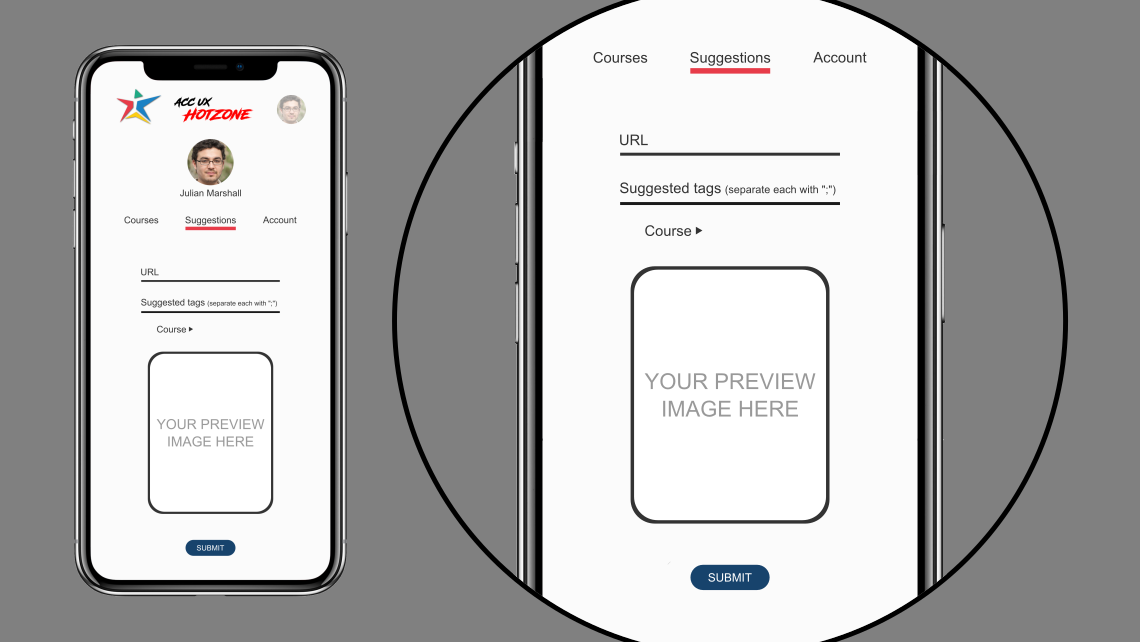 ACC UX
HOTZONE
Julian Marshall
Courses Suggestions Account
URL
Suggested tags (separate each with ";")
Course
YOUR PREVIEW
IMAGE HERE
SUBMIT
Courses Suggestions Account
URL
Suggested tags (separate each with ";")
Course
YOUR PREVIEW
IMAGE HERE
SUBMIT